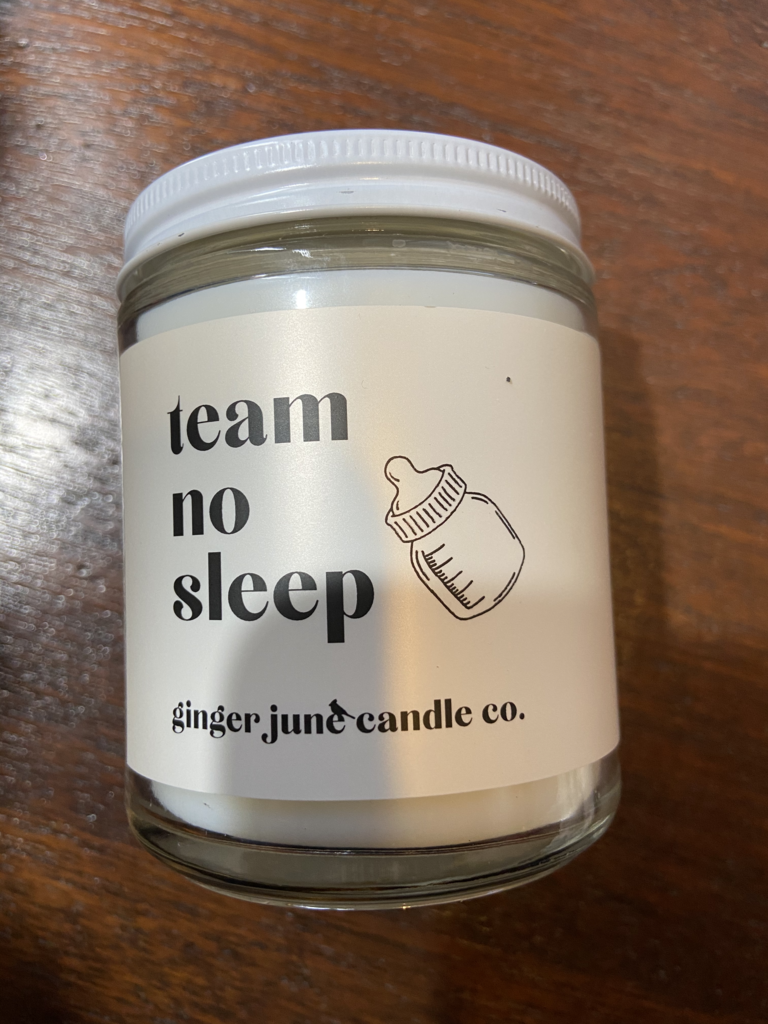 team
no
sleep
ginger june candle co.